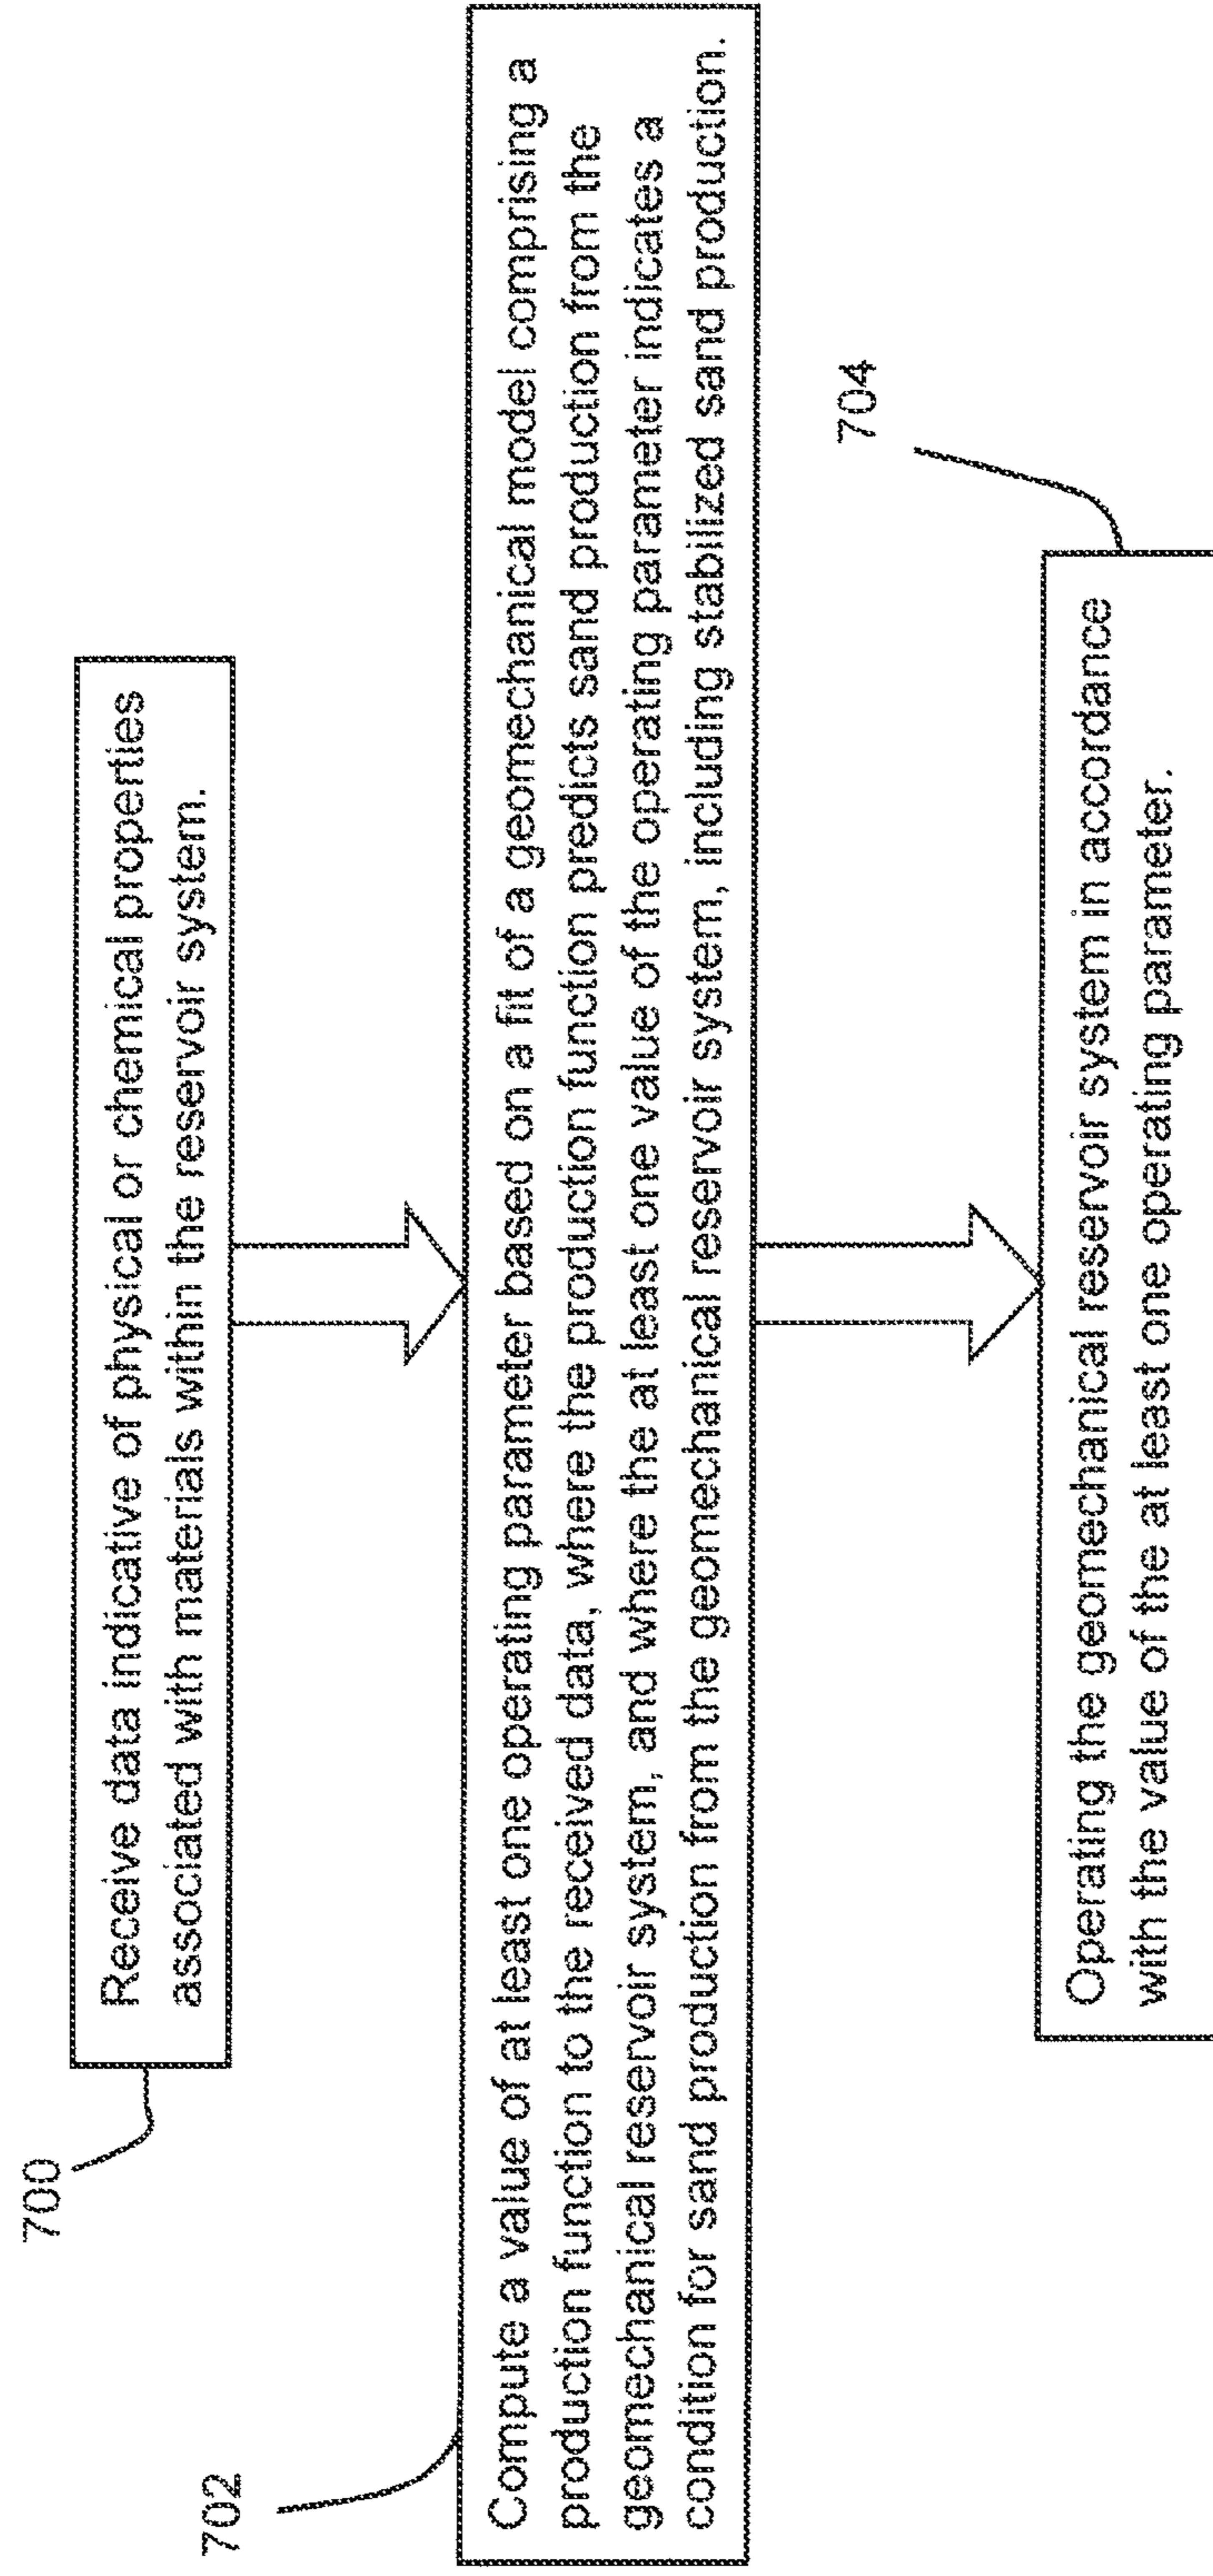 700
Receive data indicative of physical or chemical properties
associated with materials within the reservoir system.
702
Compute a value of at least one operating parameter based on a fit of a geomechanical model comprising a
production function to the received data, where the production function predicts sand production from the
geomechanical reservoir system, and where the at least one value of the operating parameter indicates a
condition for sand production from the geomechanical reservoir system, including stabilized sand production.
704
Operating the geomechanical reservoir system in accordance
with the value of the at least one operating parameter.